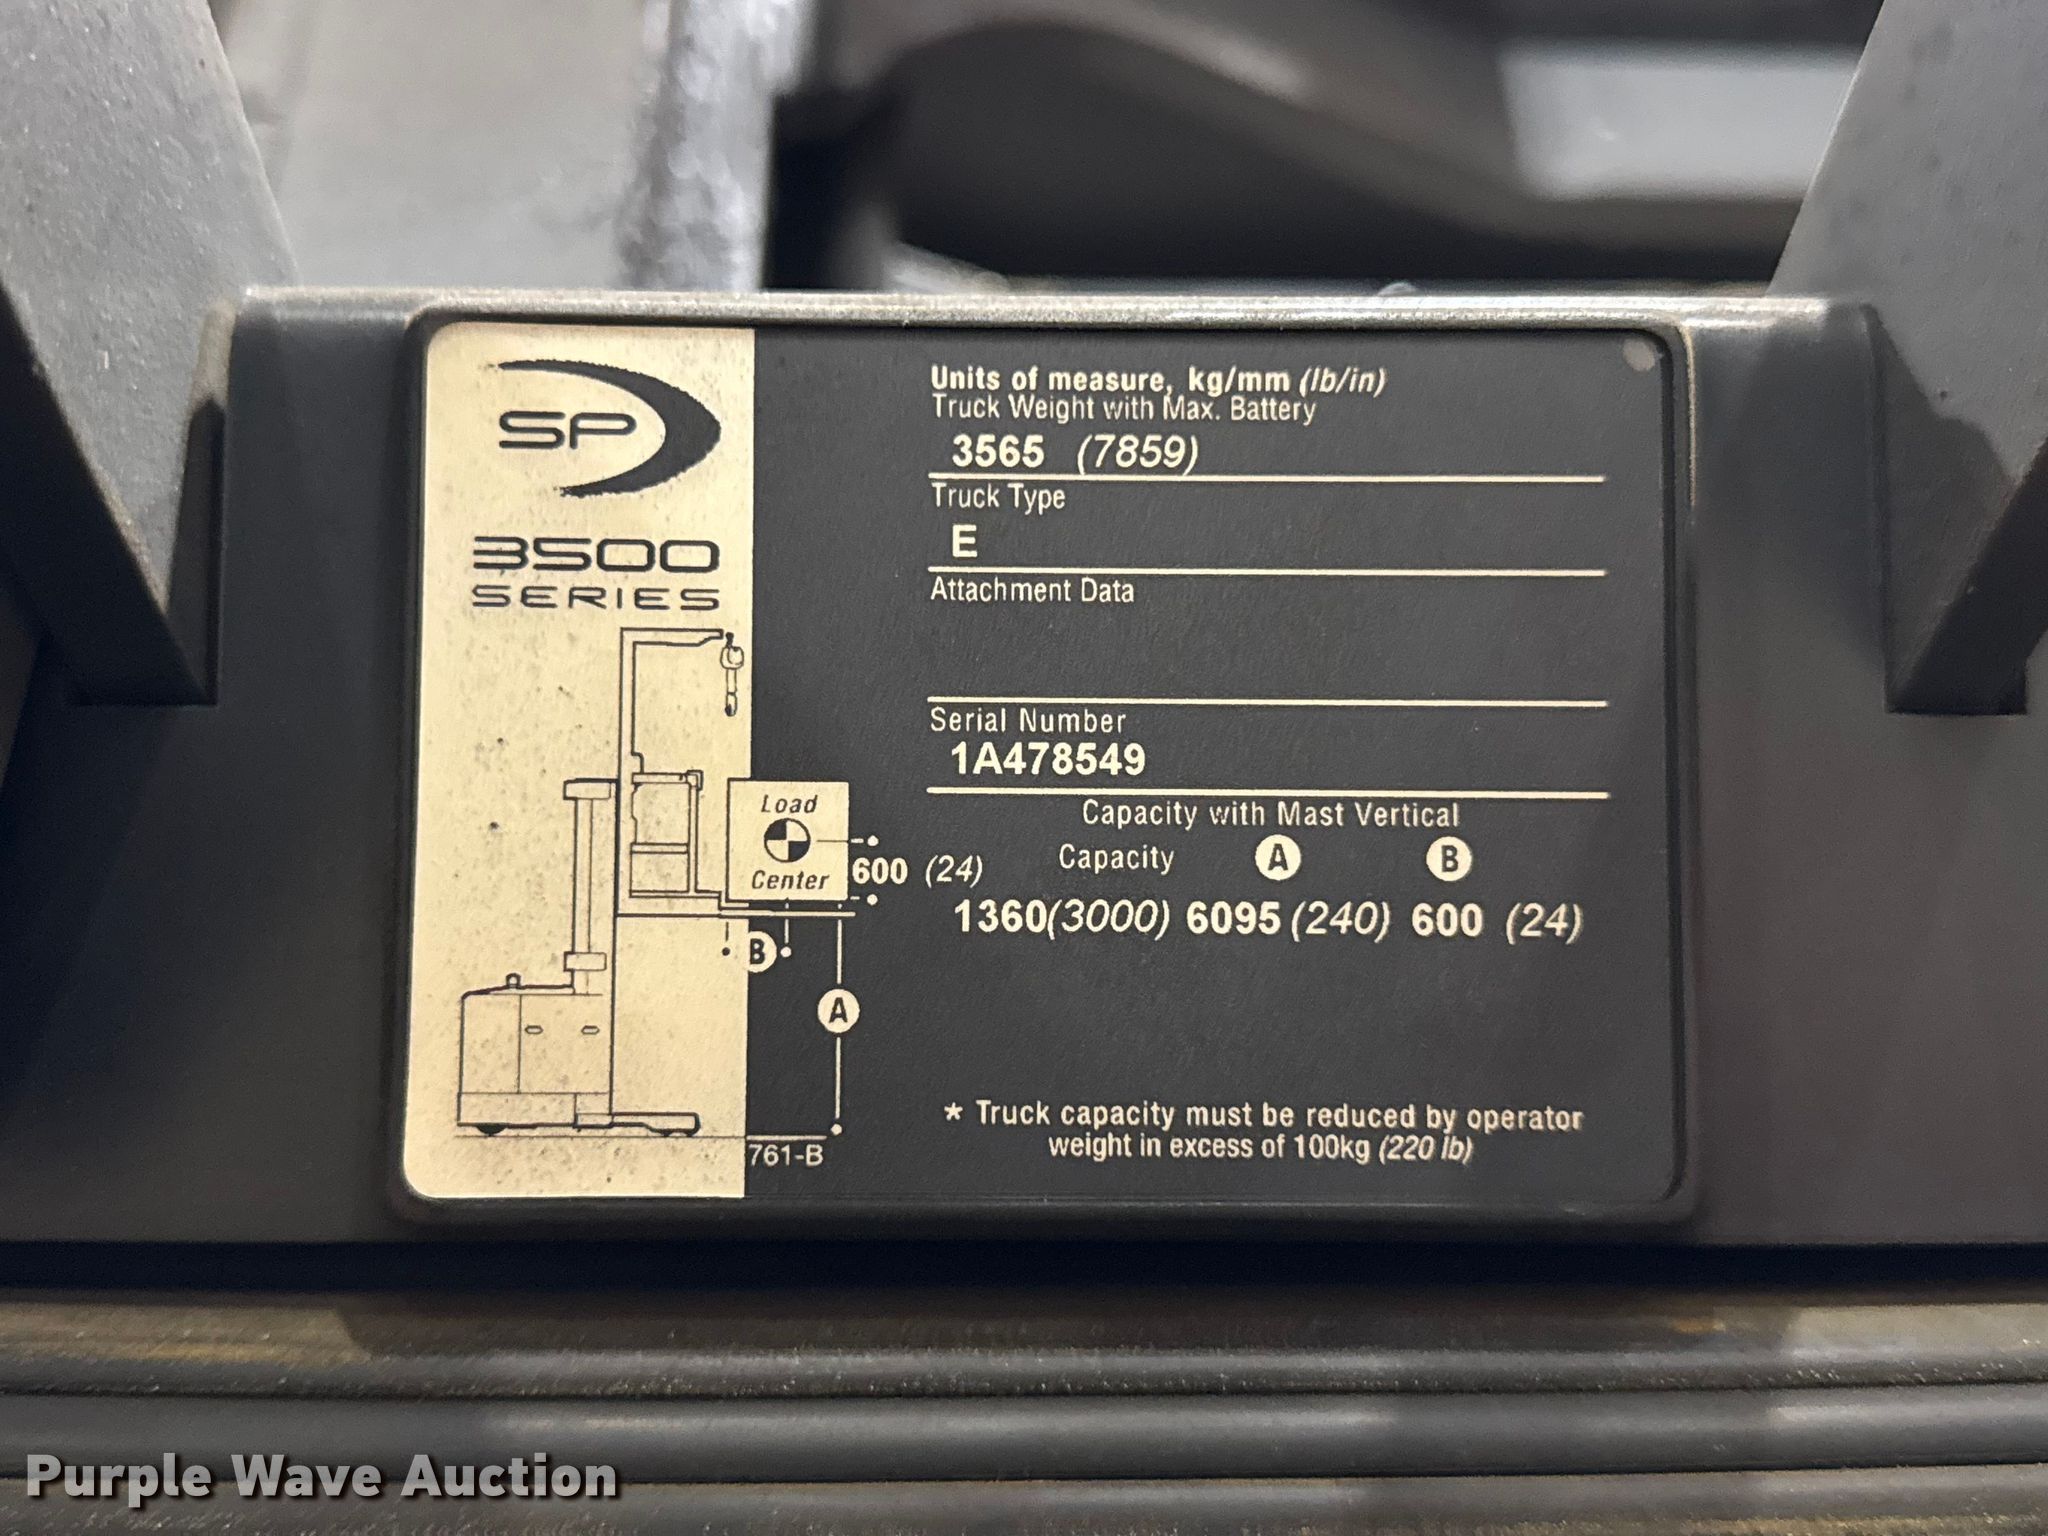 SP
3500
SERIES
Load
Center
600 (24)
B
A
761-B
Units of measure, kg/mm (lb/in)
Truck Weight with Max. Battery
3565 (7859)
Truck Type
E
Attachment Data
Serial Number
1A478549
Capacity with Mast Vertical
Capacity A B
1360(3000) 6095 (240) 600 (24)
* Truck capacity must be reduced by operator
weight in excess of 100kg (220 lb)
Purple Wave Auction